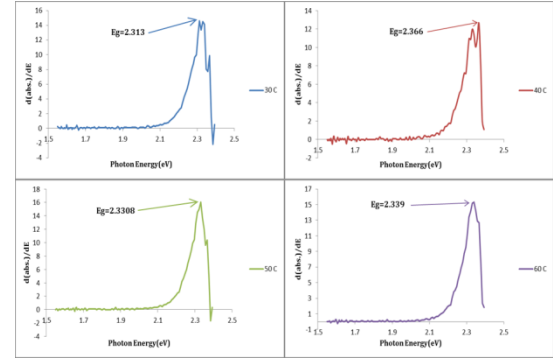 16
14
12
10
8
6
4
2
0
-2
-4
d(abs.)/dE
Eg=2.313
1.5 1.7 1.9 2.1 2.3 2.5
Photon Energy(eV)
30 C
14
12
10
8
6
4
2
0
-2
d(abs.)/dE
Eg=2.366
1.5 1.7 1.9 2.1 2.3 2.5
Photon Energy(eV)
40 C
18
16
14
12
10
8
6
4
2
0
-2
-4
d(abs.)/dE
Eg=2.3308
1.5 1.7 1.9 2.1 2.3 2.5
Photon Energy(eV)
50 C
17
15
13
11
9
7
5
3
1
-1
d(abs.)/dE
Eg=2.339
1.5 1.7 1.9 2.1 2.3 2.5
Photon Energy(eV)
60 C